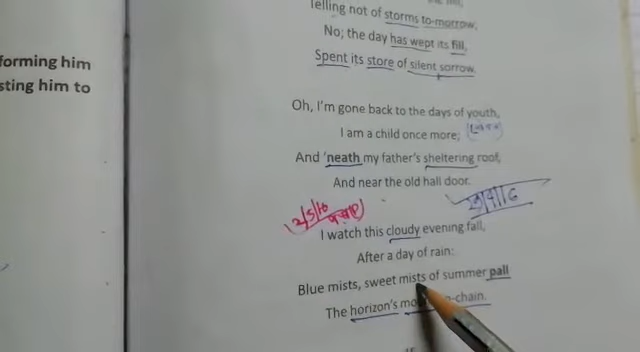 forming him
sting him to
Telling not of storms to-morrow,
No; the day has wept its fill,
Spent its store of silent sorrow.
Oh, I'm gone back to the days of youth,
I am a child once more;
And 'neath my father's sheltering roof,
And near the old hall door.
I watch this cloudy evening fall,
After a day of rain:
Blue mists, sweet mists of summer pall
The horizon's -chain.